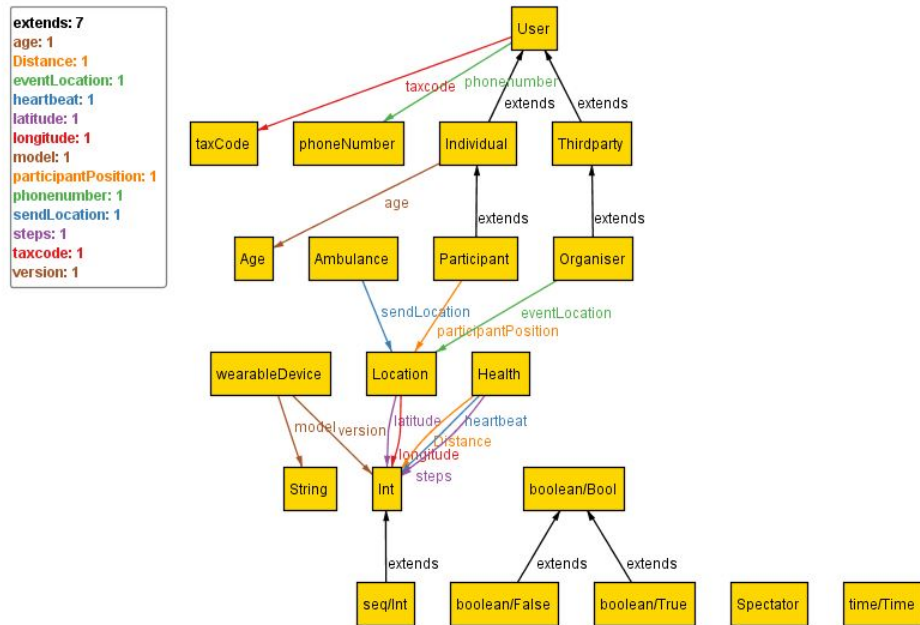 extends: 7
age: 1
Distance: 1
eventLocation: 1
heartbeat: 1
latitude: 1
longitude: 1
model: 1
participantPosition: 1
phonenumber: 1
sendLocation: 1
steps: 1
taxcode: 1
version: 1
User
taxcode
phonenumber
extends
extends
taxCode
phoneNumber
Individual
Thirdparty
age
extends
extends
Age
Ambulance
Participant
Organiser
sendLocation
participantPosition
eventLocation
wearableDevice
Location
Health
model
version
latitude
heartbeat
Distance
longitude
steps
String
Int
boolean/Bool
extends
extends
extends
seq/Int
boolean/False
boolean/True
Spectator
time/Time